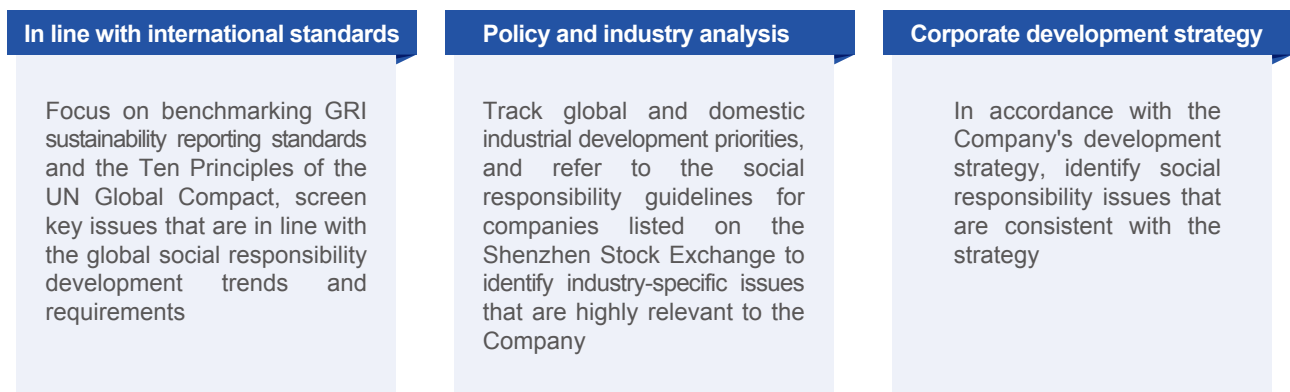 In line with international standards
Focus on benchmarking GRI
sustainability reporting standards
and the Ten Principles of the
UN Global Compact, screen
key issues that are in line with
the global social responsibility
development trends and
requirements
Policy and industry analysis
Track global and domestic
industrial development priorities,
and refer to the social
responsibility guidelines for
companies listed on the
Shenzhen Stock Exchange to
identify industry-specific issues
that are highly relevant to the
Company
Corporate development strategy
In accordance with the
Company's development
strategy, identify social
responsibility issues that
are consistent with the
strategy